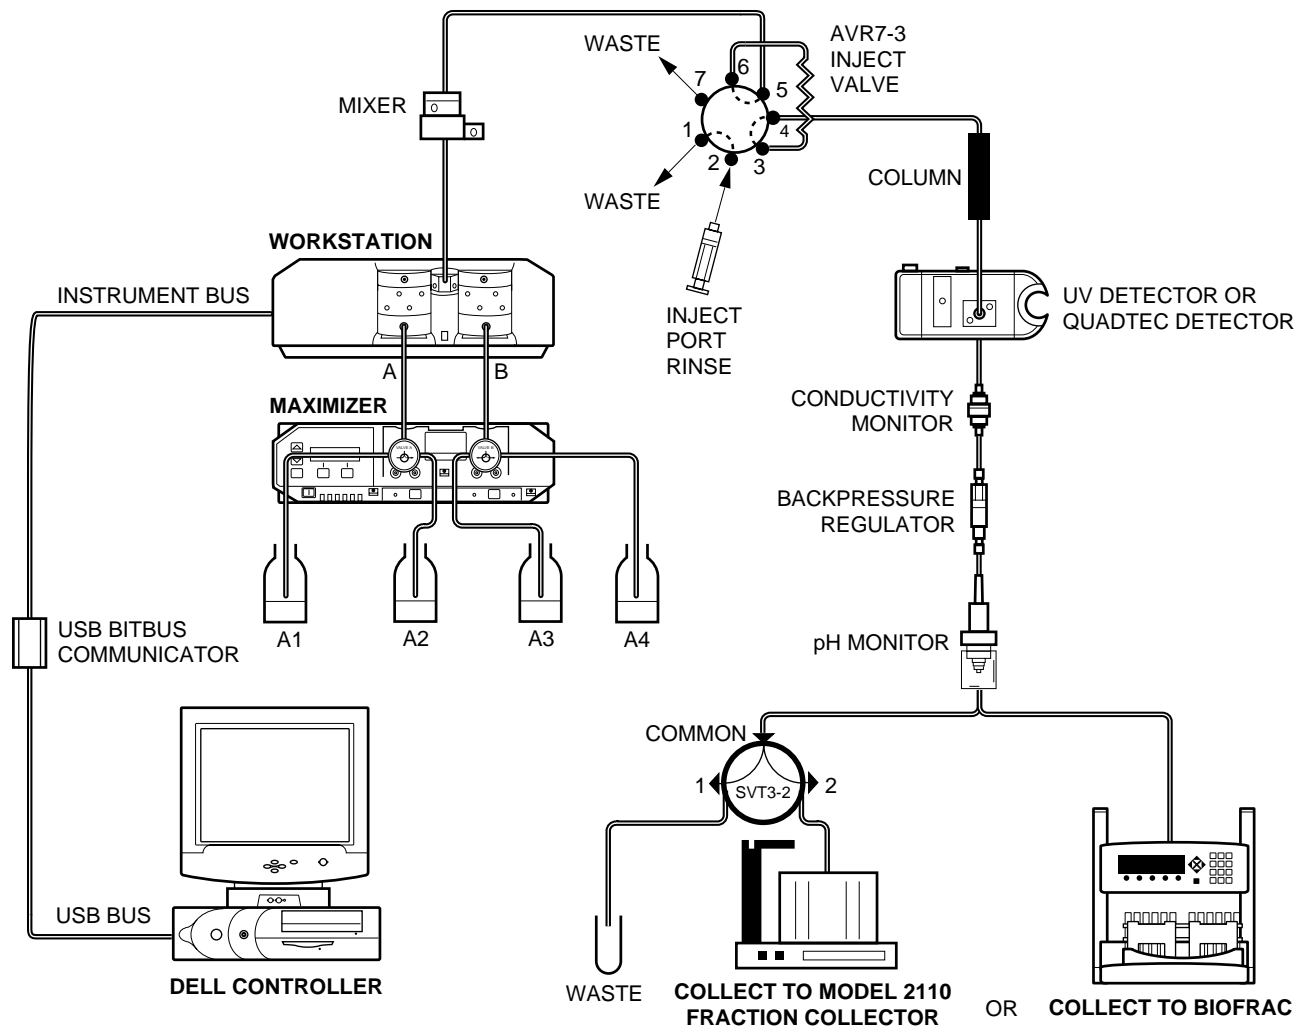 WASTE
AVR7-3
INJECT
VALVE
6
7
5
MIXER
1
4
2
3
WASTE
COLUMN
WORKSTATION
INSTRUMENT BUS
INJECT
PORT
RINSE
UV DETECTOR OR
QUADTEC DETECTOR
A
B
MAXIMIZER
CONDUCTIVITY
MONITOR
VALVE A
VALVE B
BACKPRESSURE
REGULATOR
A1
A2
A3
A4
USB BITBUS
COMMUNICATOR
pH MONITOR
COMMON
1
SVT3-2
2
USB BUS
DELL CONTROLLER
WASTE
COLLECT TO MODEL 2110
FRACTION COLLECTOR
OR
COLLECT TO BIOFRAC